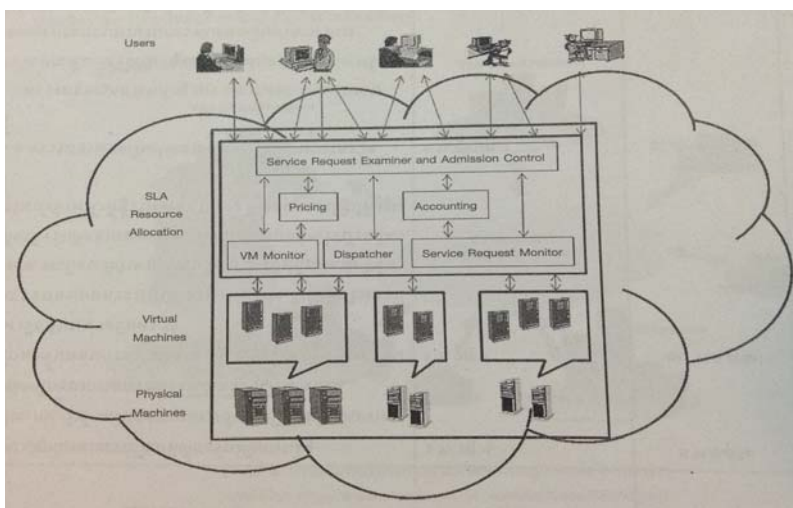 Users
Service Request Examiner and Admission Control
SLA
Resource
Allocation
Pricing
Accounting
VM Monitor
Dispatcher
Service Request Monitor
Virtual
Machines
Physical
Machines